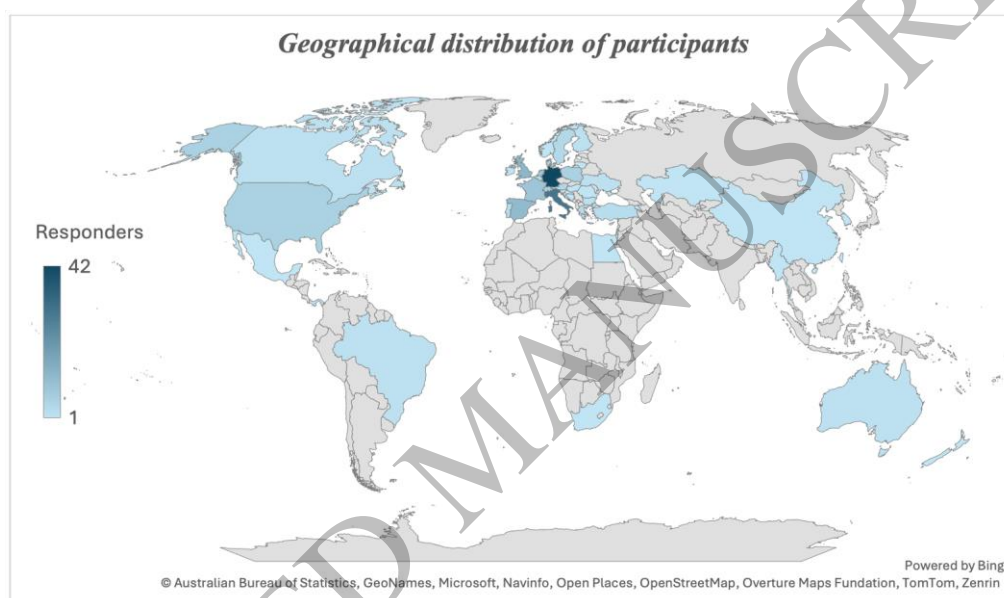 Geographical distribution of participants
Responders
42
1
Powered by Bing
© Australian Bureau of Statistics, GeoNames, Microsoft, Navinfo, Open Places, OpenStreetMap, Overture Maps Fundation, TomTom, Zenrin
D MANUSCRI